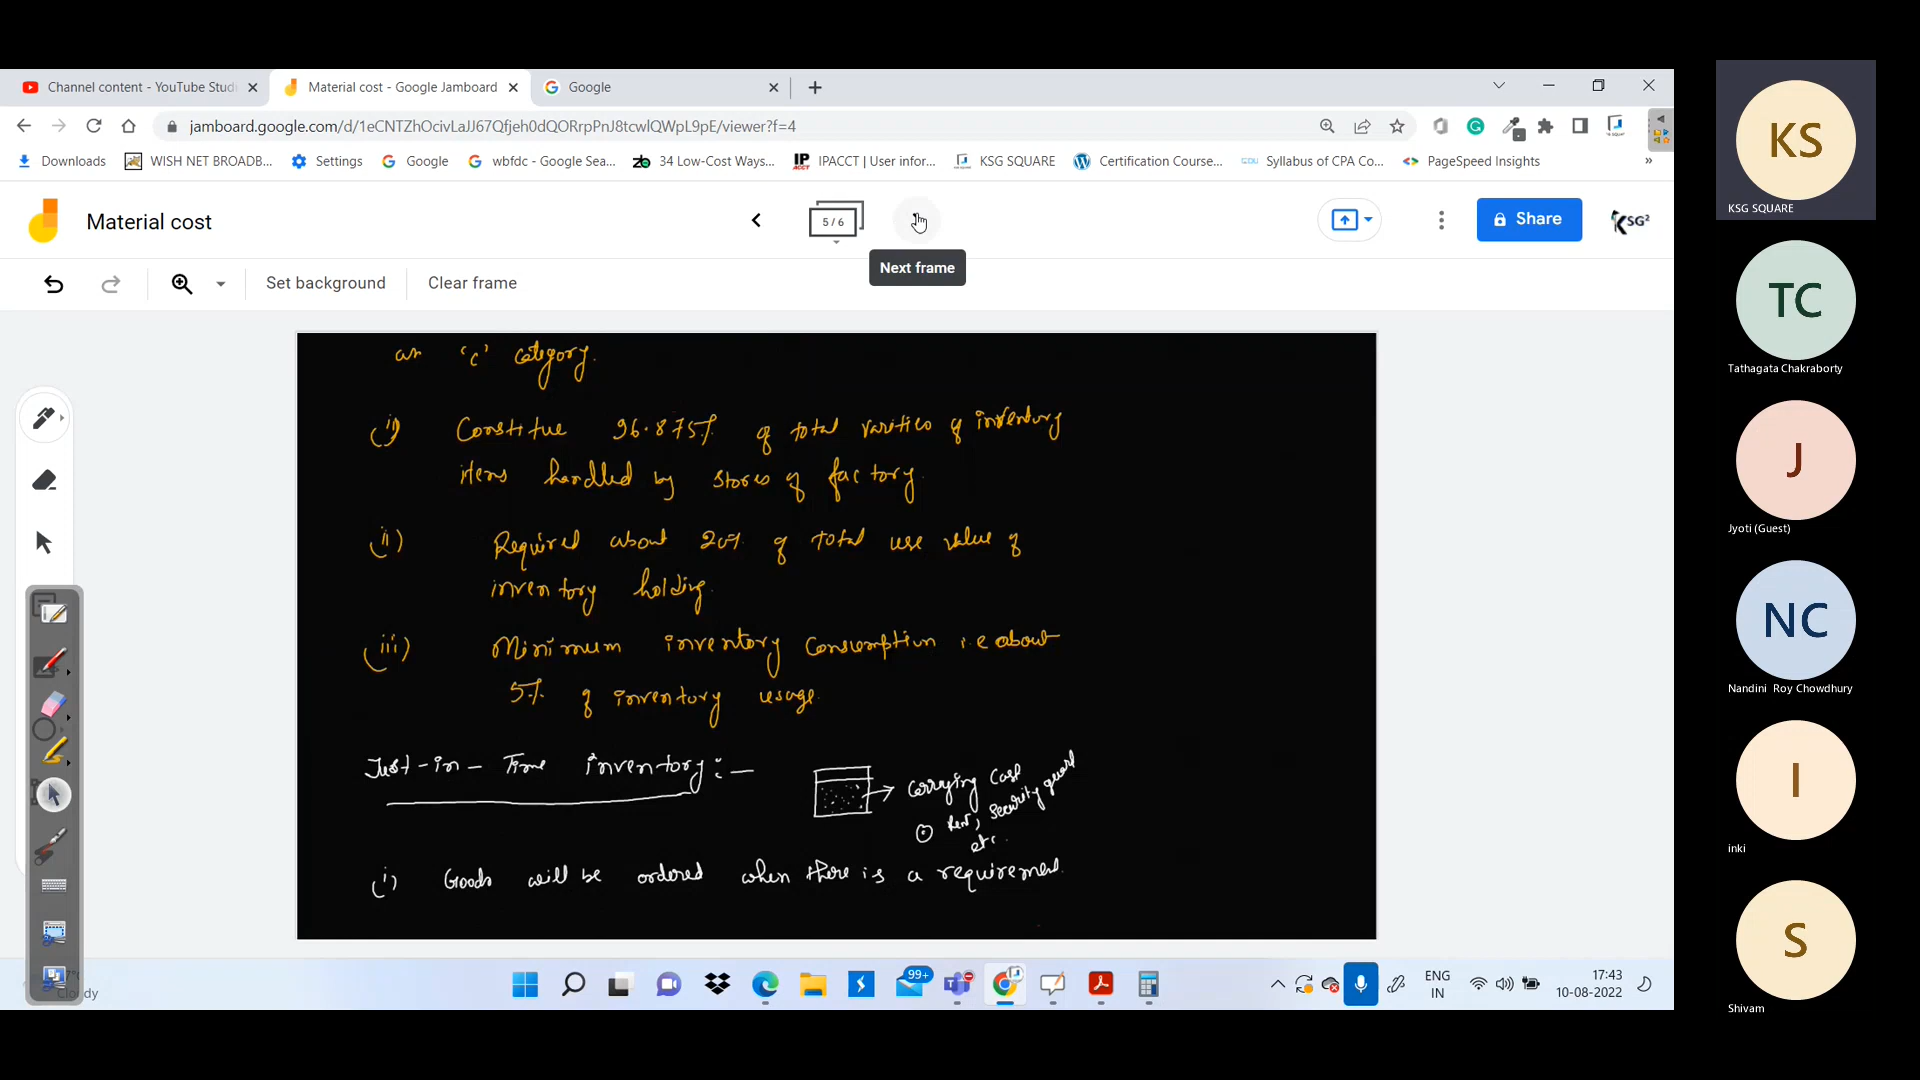 Channel content - YouTube Stud
Material cost - Google Jamboard
Google
jamboard.google.com/d/1eCNTZhOcivLaJJ67Qfjeh0dQORrpPnJ8tcwlQWpL9pE/viewer?f=4
Downloads
WISH NET BROADB...
Settings
Google
wbfdc - Google Sea...
34 Low-Cost Ways...
IPACCT | User infor...
KSG SQUARE
Certification Course...
Syllabus of CPA Co...
PageSpeed Insights
»
Material cost
5 / 6
Share
KSG²
Next frame
Set background
Clear frame
as 'c' category.
(i) Constitue 96.875% of total varities of inventory
items handled by stores of factory.
(ii) Required about 20% of total use value of
inventory holding.
(iii) Minimum inventory Consumption i.e about
5% of inventory usage.
Just-in-Time inventory:-
Carrying Cost
Rent, Security guard
etc.
(i) Goods will be ordered when there is a requirement.
Cloudy
99+
ENG
IN
17:43
10-08-2022
KS
KSG SQUARE
TC
Tathagata Chakraborty
J
Jyoti (Guest)
NC
Nandini Roy Chowdhury
I
inki
S
Shivam